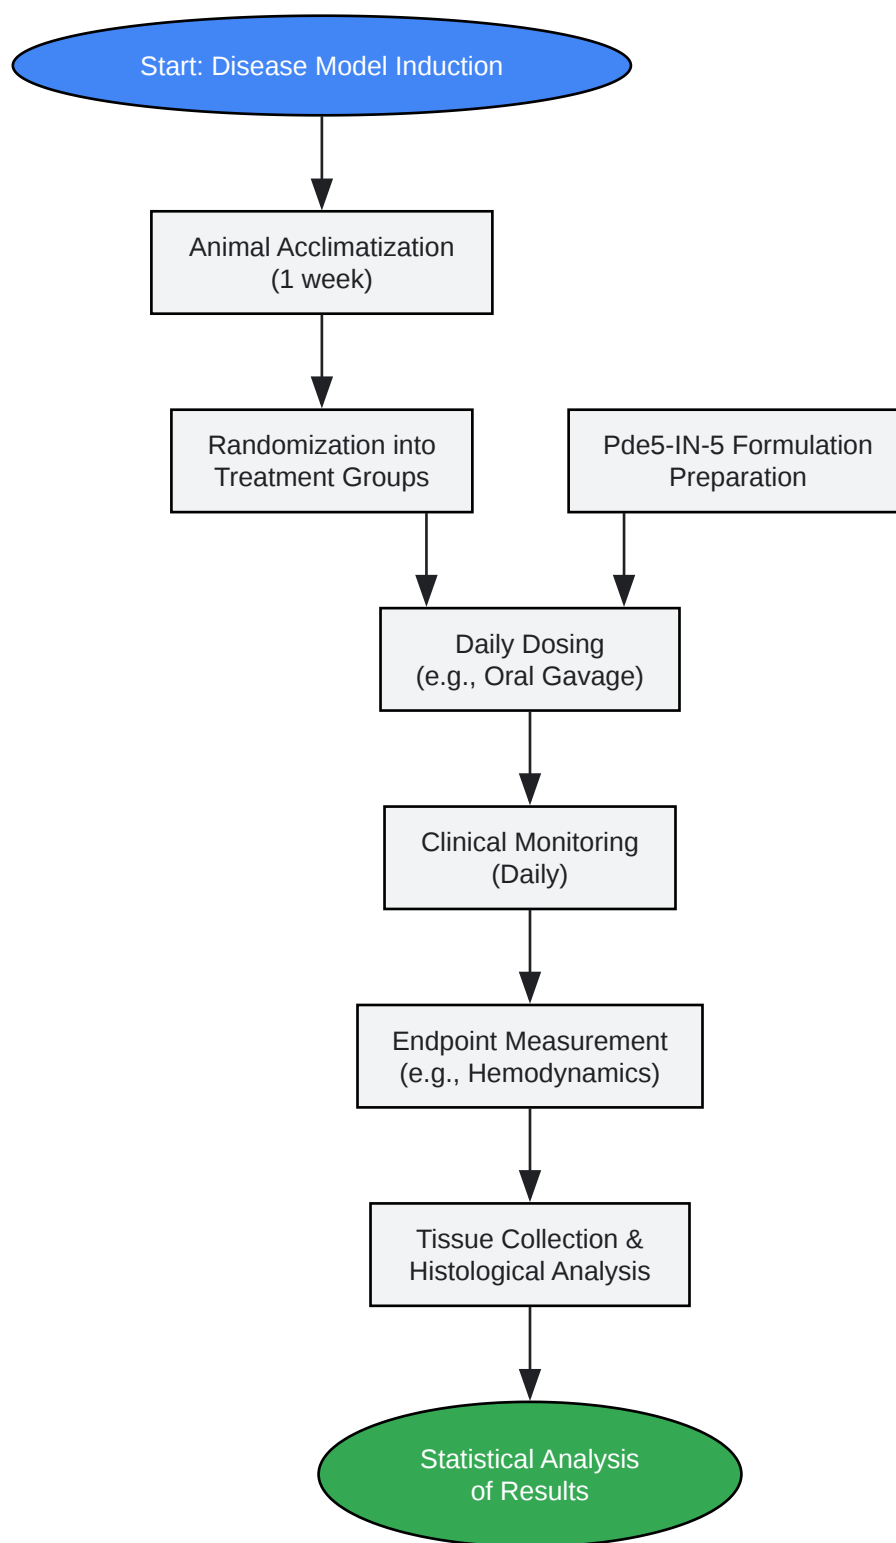 Start: Disease Model Induction
Animal Acclimatization
(1 week)
Randomization into
Treatment Groups
Pde5-IN-5 Formulation
Preparation
Daily Dosing
(e.g., Oral Gavage)
Clinical Monitoring
(Daily)
Endpoint Measurement
(e.g., Hemodynamics)
Tissue Collection &
Histological Analysis
Statistical Analysis
of Results